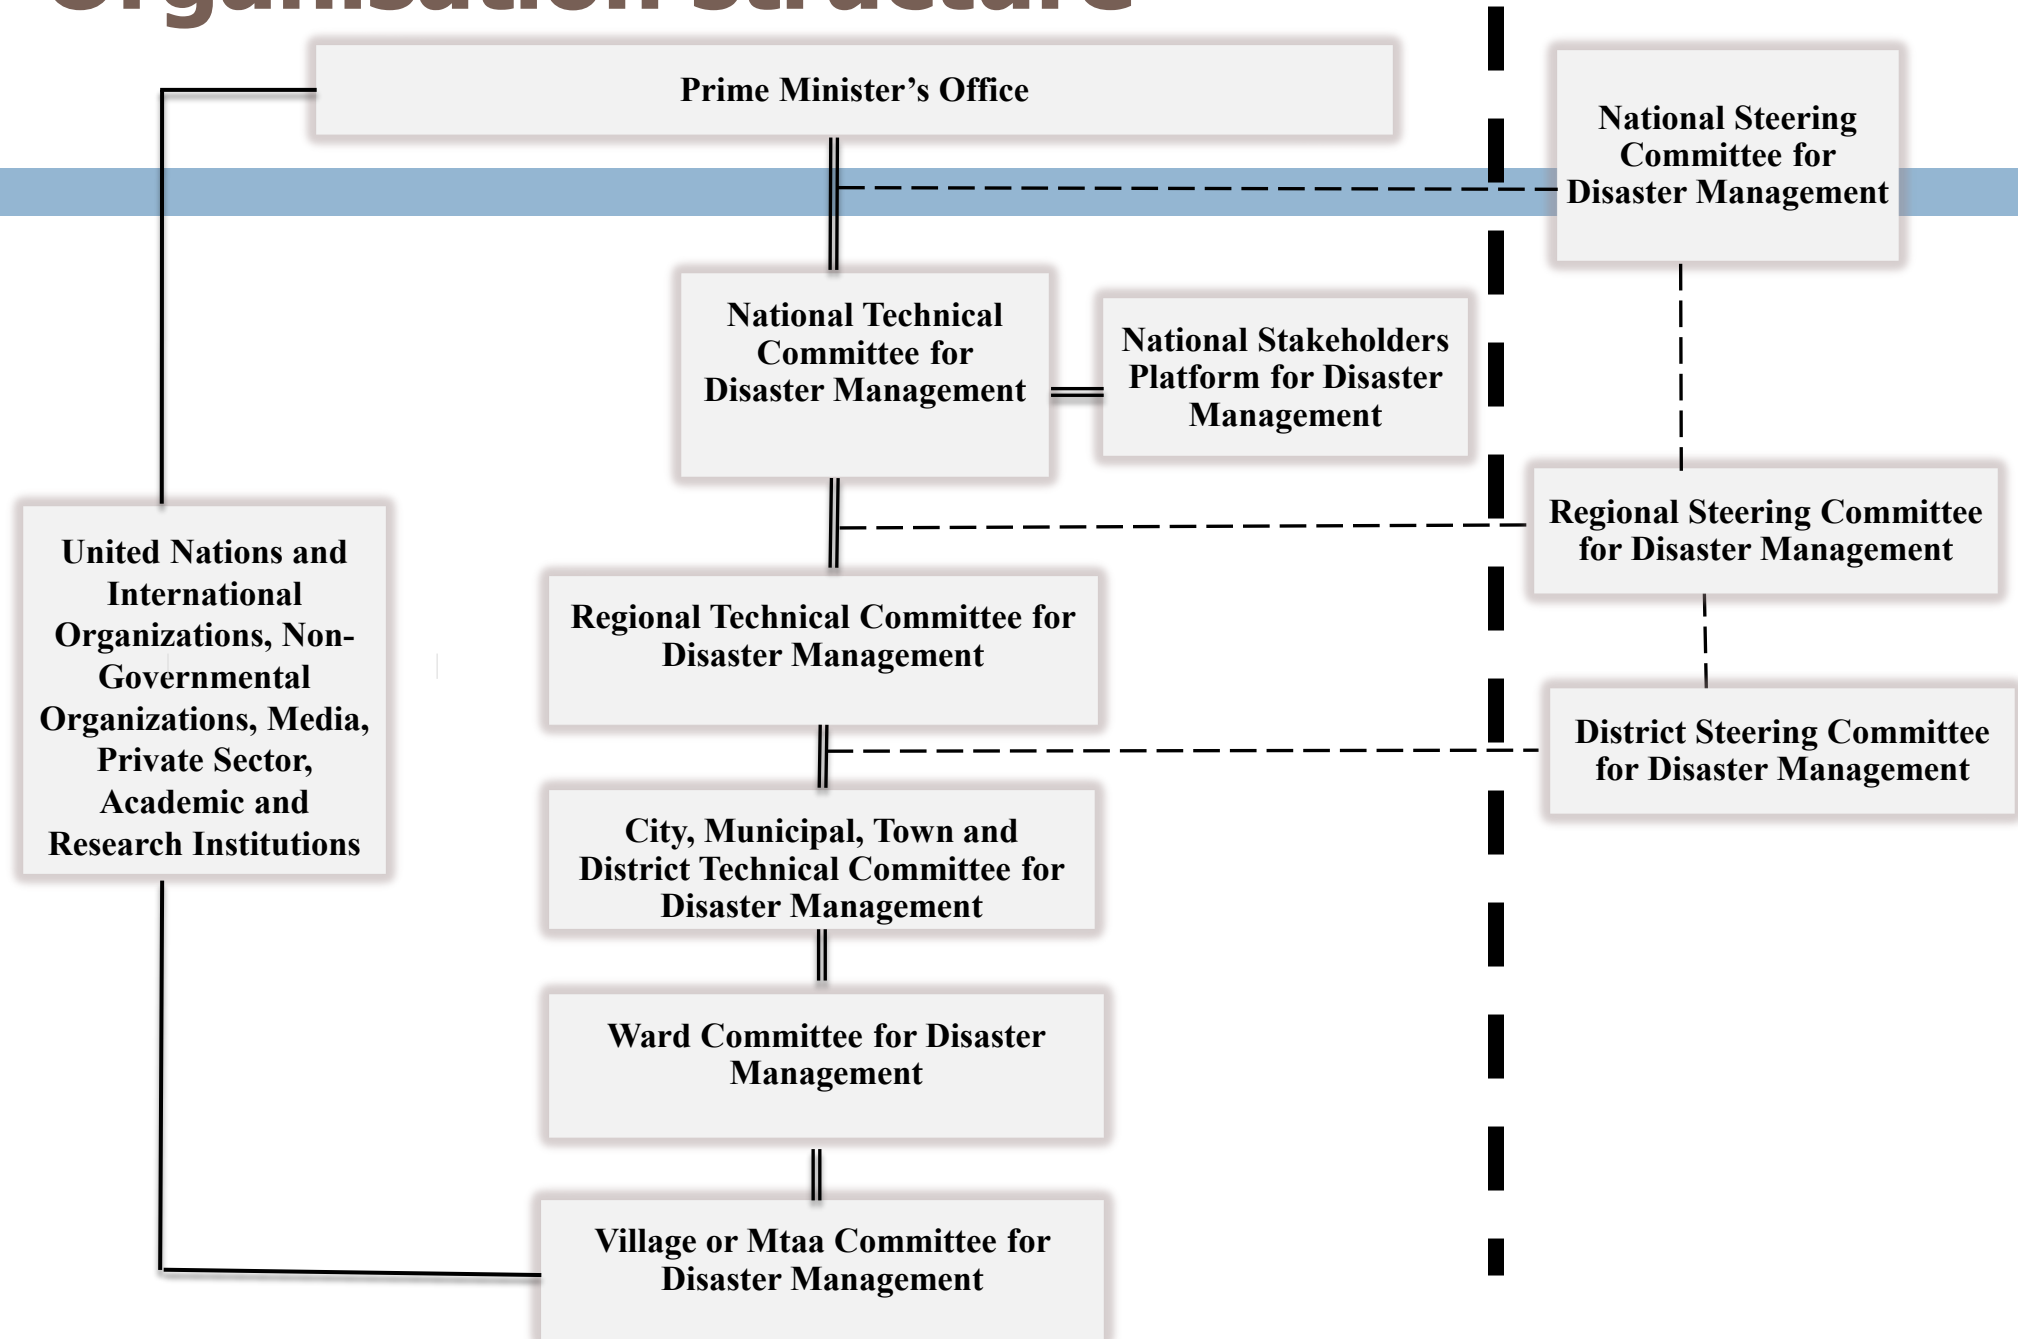 Organisation structure
Prime Minister’s Office
National Steering
Committee for
Disaster Management
National Technical
Committee for
Disaster Management
National Stakeholders
Platform for Disaster
Management
Regional Steering Committee
for Disaster Management
United Nations and
International
Organizations, Non-
Governmental
Organizations, Media,
Private Sector,
Academic and
Research Institutions
Regional Technical Committee for
Disaster Management
District Steering Committee
for Disaster Management
City, Municipal, Town and
District Technical Committee for
Disaster Management
Ward Committee for Disaster
Management
Village or Mtaa Committee for
Disaster Management